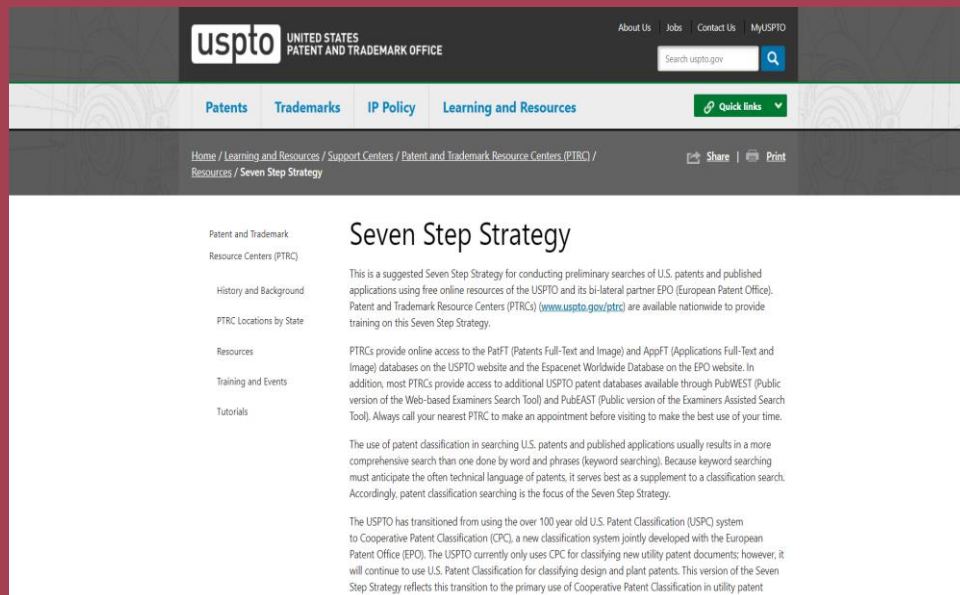 uspto
UNITED STATES
PATENT AND TRADEMARK OFFICE
About Us Jobs Contact Us MyUSPTO
Search uspto.gov
Patents Trademarks IP Policy Learning and Resources
Quick links
Home / Learning and Resources / Support Centers / Patent and Trademark Resource Centers (PTRC) /
Resources / Seven Step Strategy
Share | Print
Patent and Trademark
Resource Centers (PTRC)
History and Background
PTRC Locations by State
Resources
Training and Events
Tutorials
Seven Step Strategy
This is a suggested Seven Step Strategy for conducting preliminary searches of U.S. patents and published
applications using free online resources of the USPTO and its bi-lateral partner EPO (European Patent Office).
Patent and Trademark Resource Centers (PTRCs) (www.uspto.gov/ptrc) are available nationwide to provide
training on this Seven Step Strategy.
PTRCs provide online access to the PatFT (Patents Full-Text and Image) and AppFT (Applications Full-Text and
Image) databases on the USPTO website and the Espacenet Worldwide Database on the EPO website. In
addition, most PTRCs provide access to additional USPTO patent databases available through PubWEST (Public
version of the Web-based Examiners Search Tool) and PubEAST (Public version of the Examiners Assisted Search
Tool). Always call your nearest PTRC to make an appointment before visiting to make the best use of your time.
The use of patent classification in searching U.S. patents and published applications usually results in a more
comprehensive search than one done by word and phrases (keyword searching). Because keyword searching
must anticipate the often technical language of patents, it serves best as a supplement to a classification search.
Accordingly, patent classification searching is the focus of the Seven Step Strategy.
The USPTO has transitioned from using the over 100 year old U.S. Patent Classification (USPC) system
to Cooperative Patent Classification (CPC), a new classification system jointly developed with the European
Patent Office (EPO). The USPTO currently only uses CPC for classifying new utility patent documents; however, it
will continue to use U.S. Patent Classification for classifying design and plant patents. This version of the Seven
Step Strategy reflects this transition to the primary use of Cooperative Patent Classification in utility patent